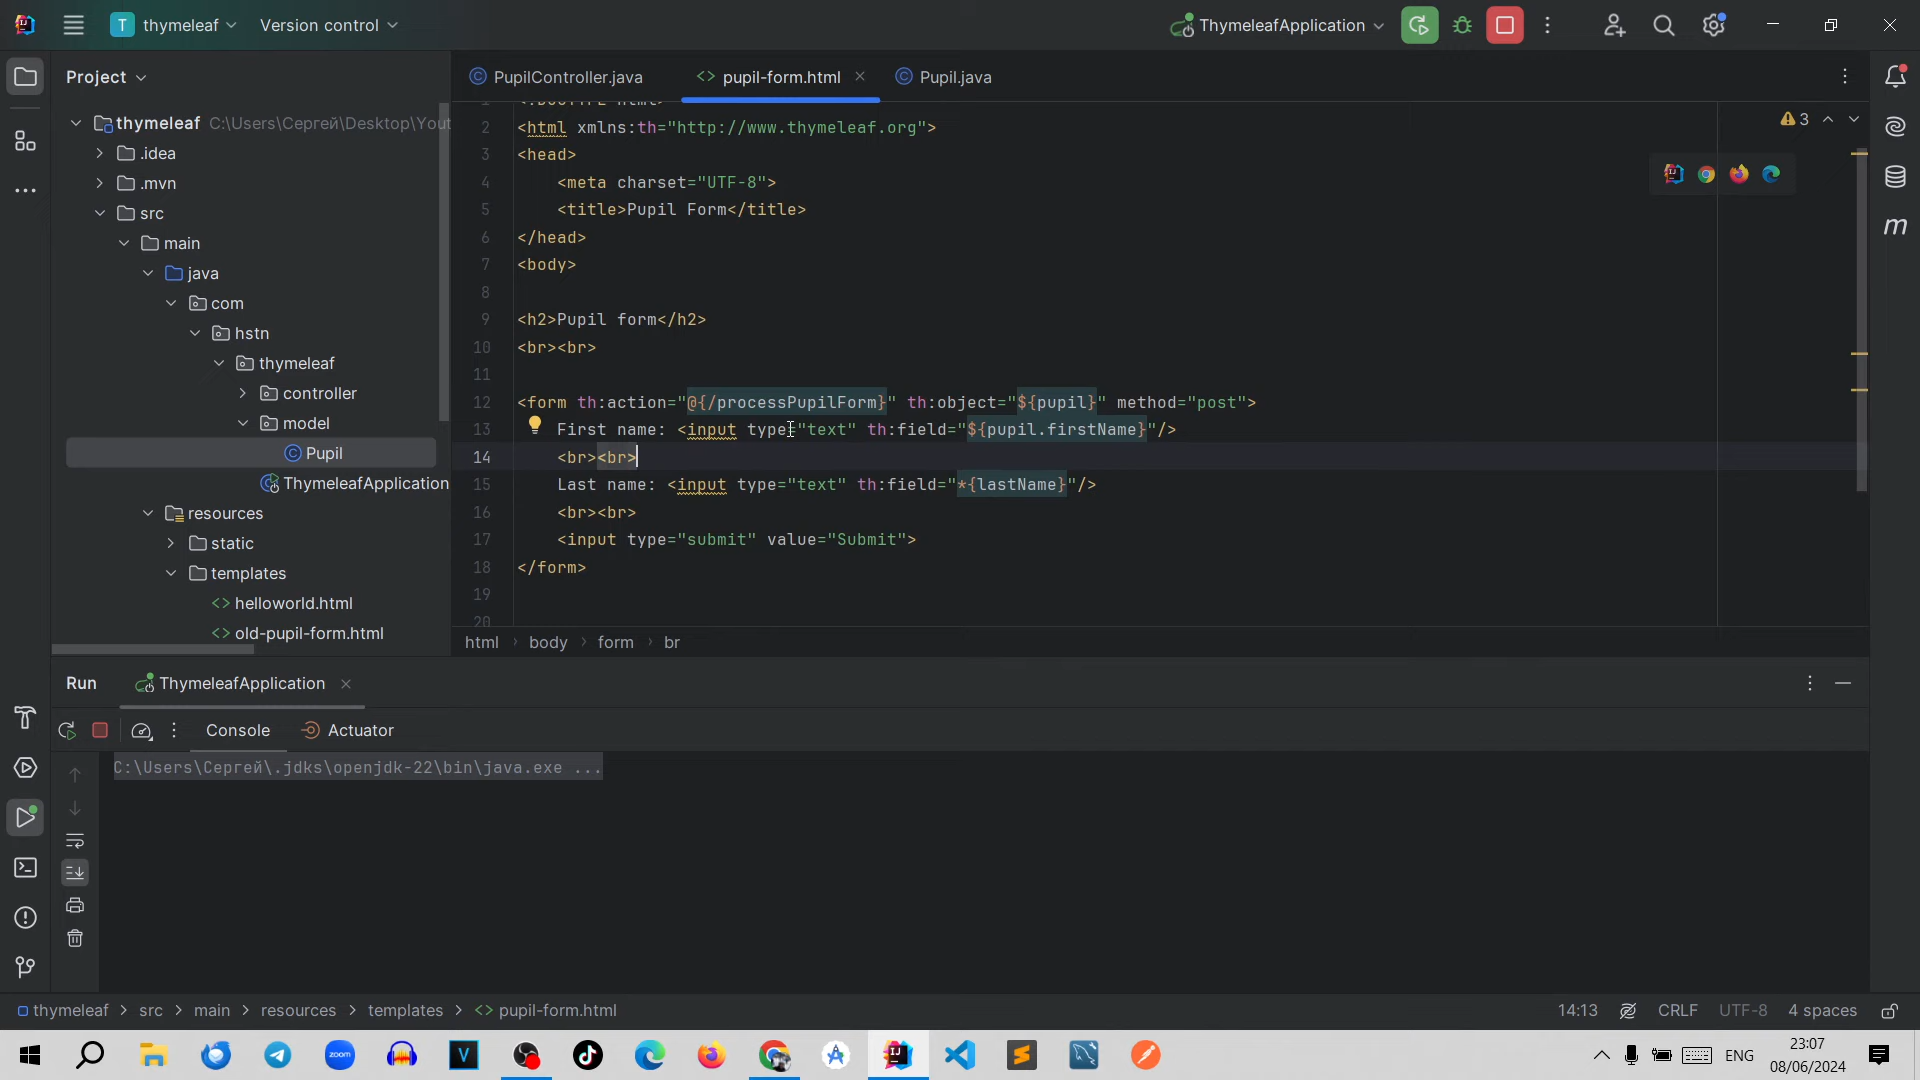 T thymeleaf Version control ThymeleafApplication
Project PupilController.java <> pupil-form.html Pupil.java
thymeleaf C:\Users\Сергей\Desktop\Yout
.idea
.mvn
src
main
java
com
hstn
thymeleaf
controller
model
Pupil
ThymeleafApplication
resources
static
templates
<> helloworld.html
<> old-pupil-form.html
<!DOCTYPE html>
2 <html xmlns:th="http://www.thymeleaf.org">
3 <head>
4 <meta charset="UTF-8">
5 <title>Pupil Form</title>
6 </head>
7 <body>
8
9 <h2>Pupil form</h2>
10 <br><br>
11
12 <form th:action="@{/processPupilForm}" th:object="${pupil}" method="post">
13 First name: <input type="text" th:field="${pupil.firstName}"/>
14 <br><br>
15 Last name: <input type="text" th:field="*{lastName}"/>
16 <br><br>
17 <input type="submit" value="Submit">
18 </form>
19
20
3
m
html body form br
Run ThymeleafApplication
Console Actuator
C:\Users\Сергей\.jdks\openjdk-22\bin\java.exe ...
thymeleaf > src > main > resources > templates > <> pupil-form.html 14:13 CRLF UTF-8 4 spaces
zoom V ENG 23:07
08/06/2024